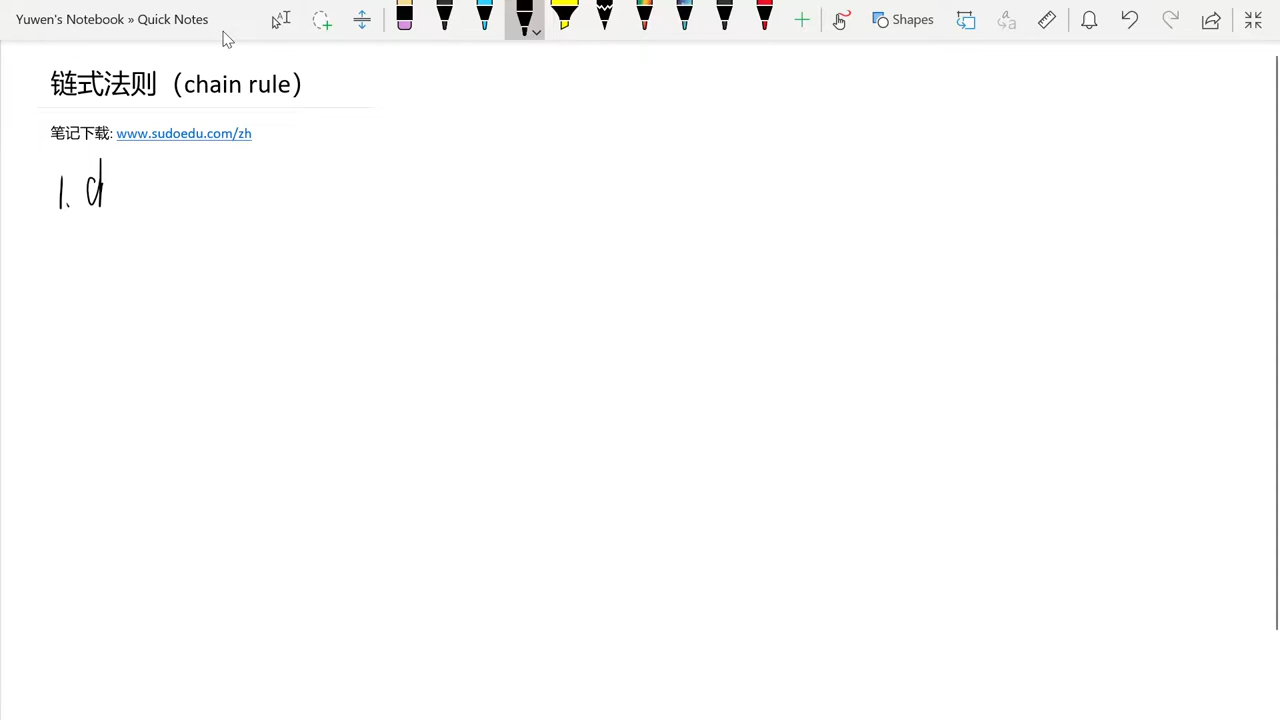 Yuwen's Notebook » Quick Notes
Shapes
链式法则（chain rule）
笔记下载: www.sudoedu.com/zh
1. d